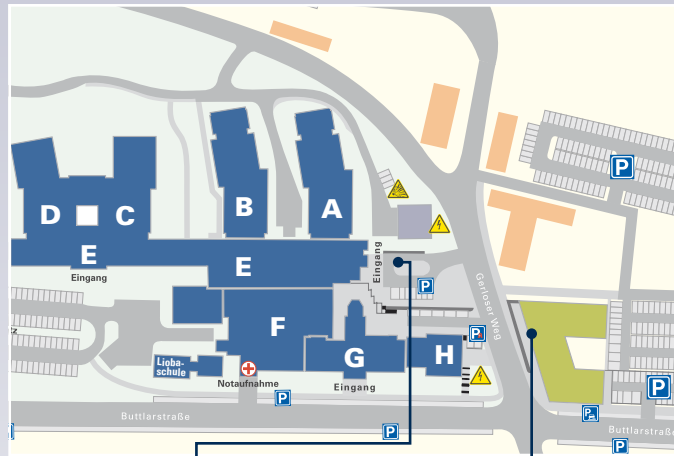 P
D
C
B
A
E
Eingang
E
Eingang
P
Gerloser Weg
F
P
G
H
Lioba-
schule
Notaufnahme
Eingang
P
P
Buttlarstraße
P
P
Buttlarstraße
P